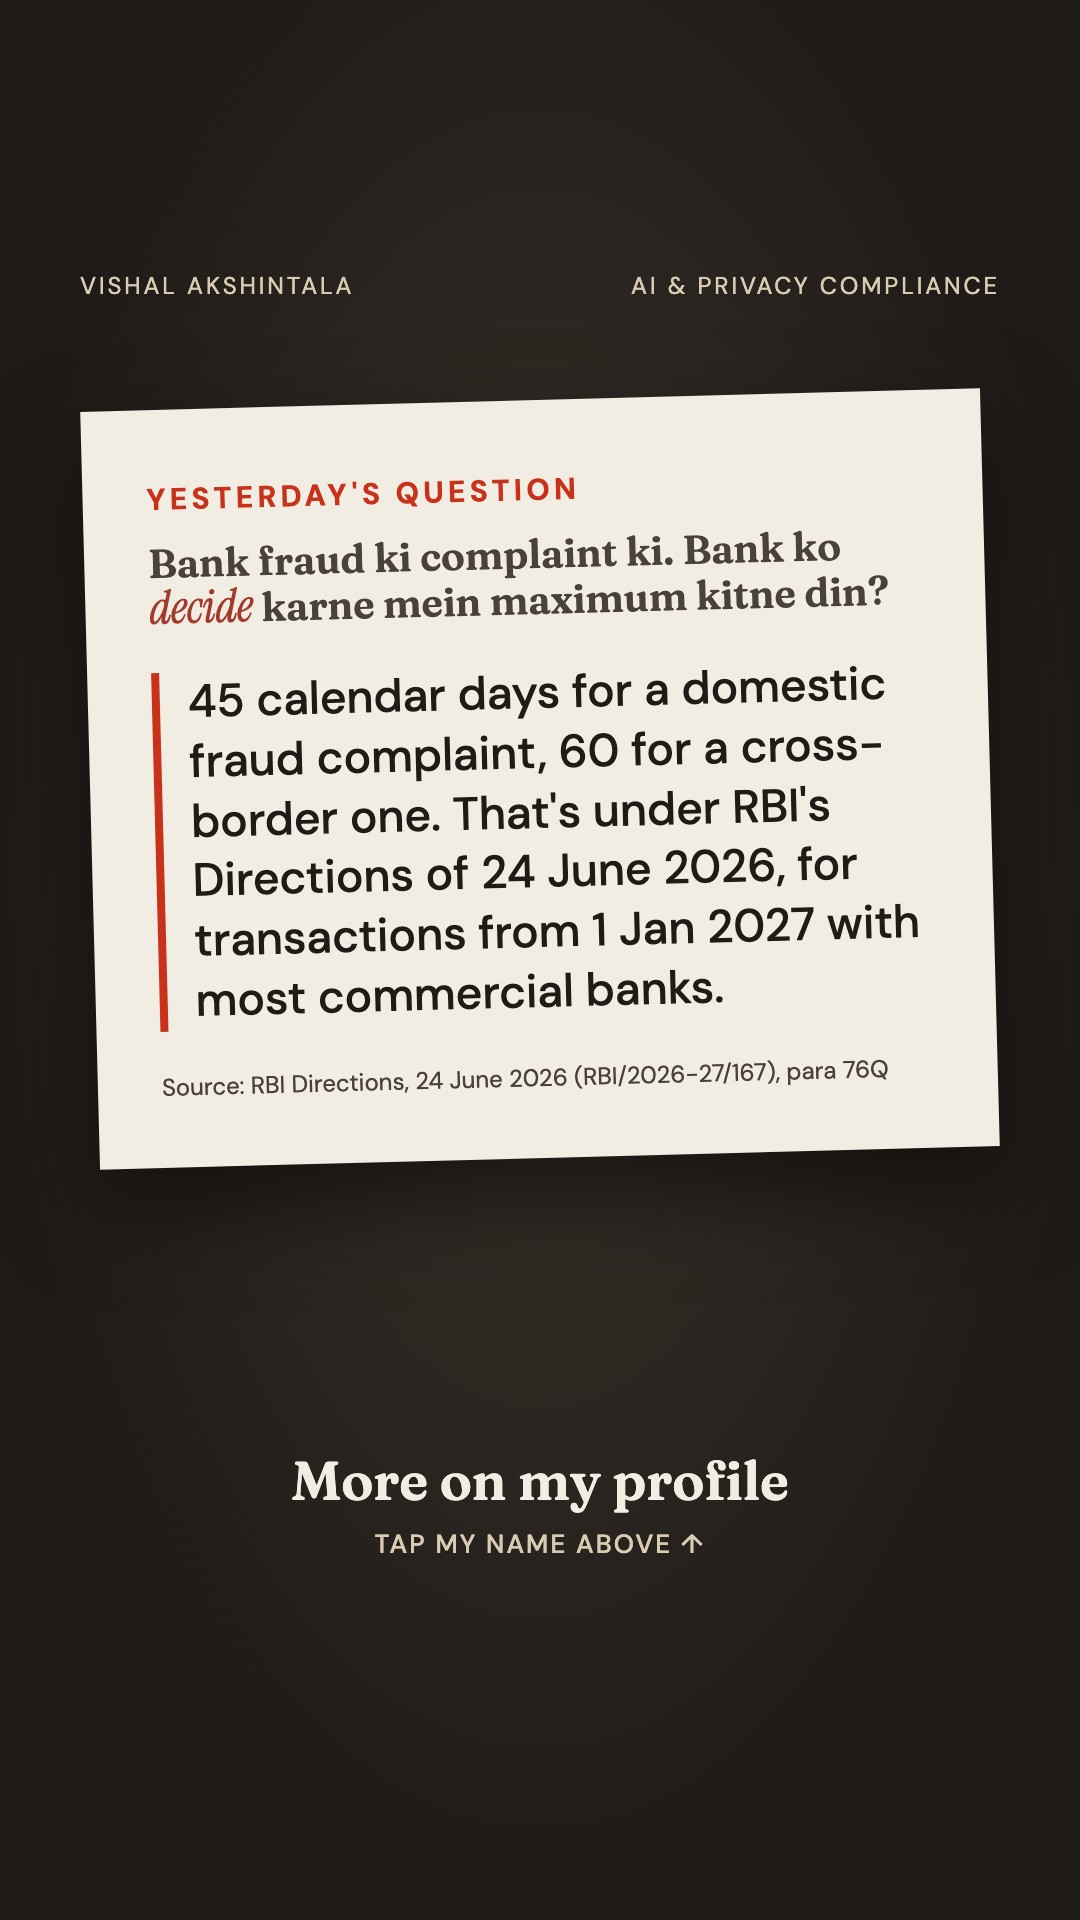 VISHAL AKSHINTALA
AI & PRIVACY COMPLIANCE
YESTERDAY'S QUESTION
Bank fraud ki complaint ki. Bank ko
decide karne mein maximum kitne din?
45 calendar days for a domestic
fraud complaint, 60 for a cross-
border one. That's under RBI's
Directions of 24 June 2026, for
transactions from 1 Jan 2027 with
most commercial banks.
Source: RBI Directions, 24 June 2026 (RBI/2026-27/167), para 76Q
More on my profile
TAP MY NAME ABOVE ↑